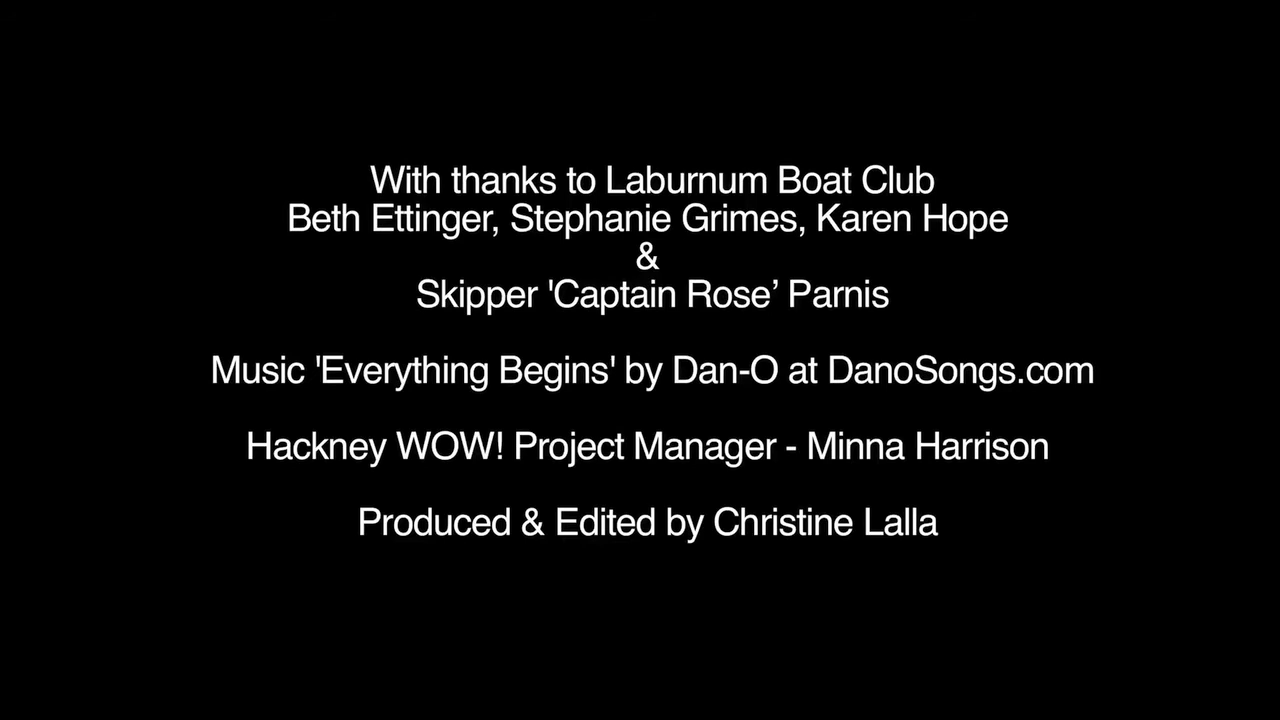 With thanks to Laburnum Boat Club
Beth Ettinger, Stephanie Grimes, Karen Hope
&
Skipper 'Captain Rose’ Parnis
Music 'Everything Begins' by Dan-O at DanoSongs.com
Hackney WOW! Project Manager - Minna Harrison
Produced & Edited by Christine Lalla